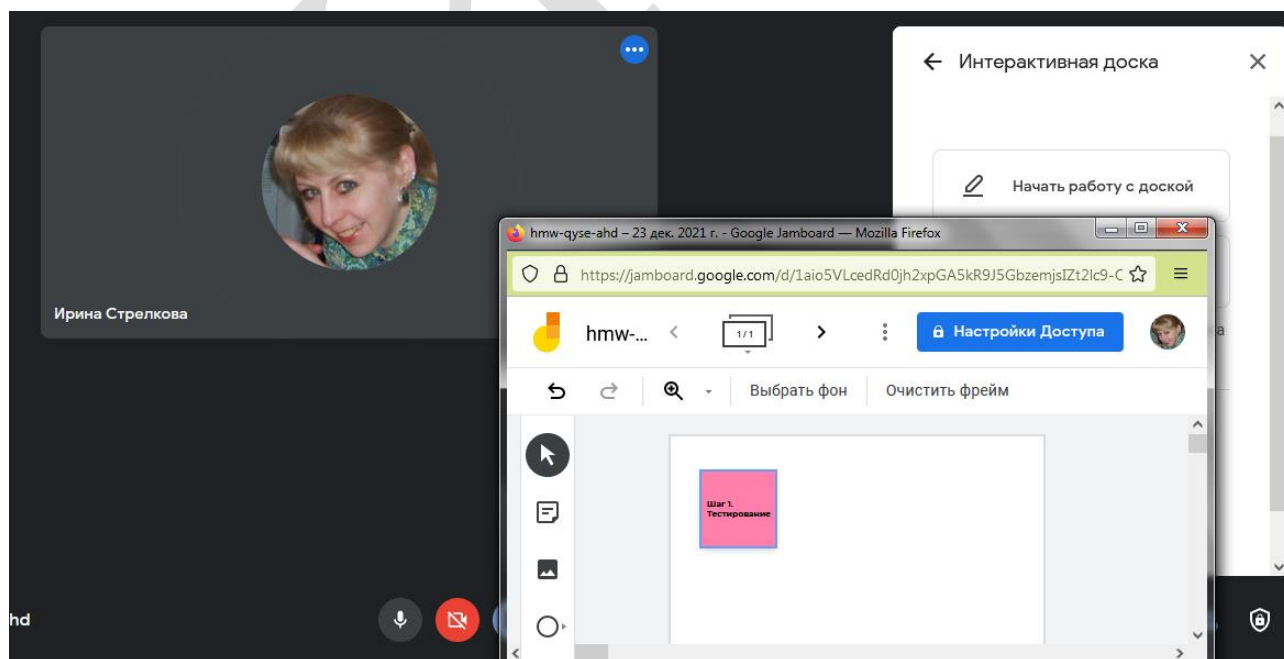 Интерактивная доска
Начать работу с доской
Ирина Стрелкова
hmw-qyse-ahd – 23 дек. 2021 г. - Google Jamboard — Mozilla Firefox
https://jamboard.google.com/d/1aio5VLcedRd0jh2xpGA5kR9J5GbzemjsIZt2lc9-C
hmw-...
1/1
Настройки Доступа
а
Выбрать фон
Очистить фрейм
Шаг 1.
Тестирование
hd